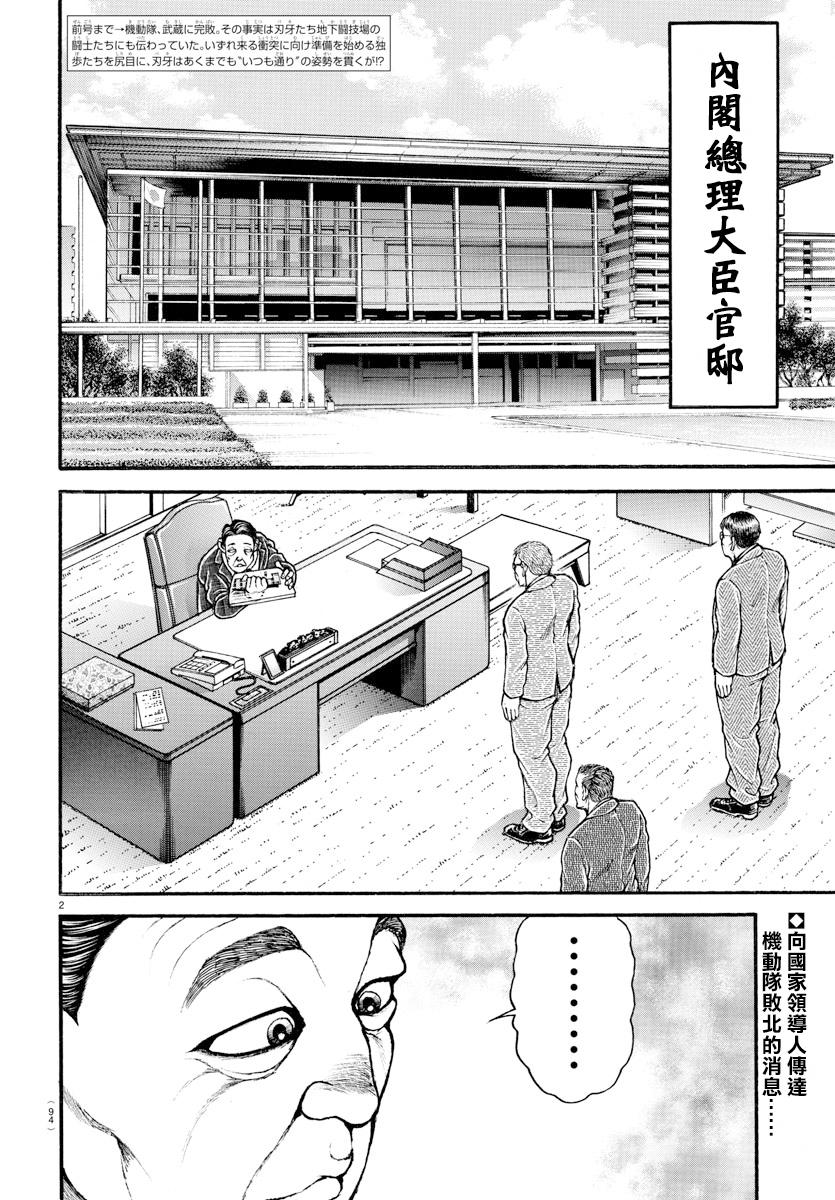 前号まで→機動隊、武蔵に完敗。その事実は刃牙たち地下闘技場の
闘士たちにも伝わっていた。いずれ来る衝突に向け準備を始める独
歩たちを尻目に、刃牙はあくまでも“いつも通り”の姿勢を貫くが!?
內閣總理大臣官邸
2
◆向國家領導人傳達
機動隊敗北的消息……
………
(94)